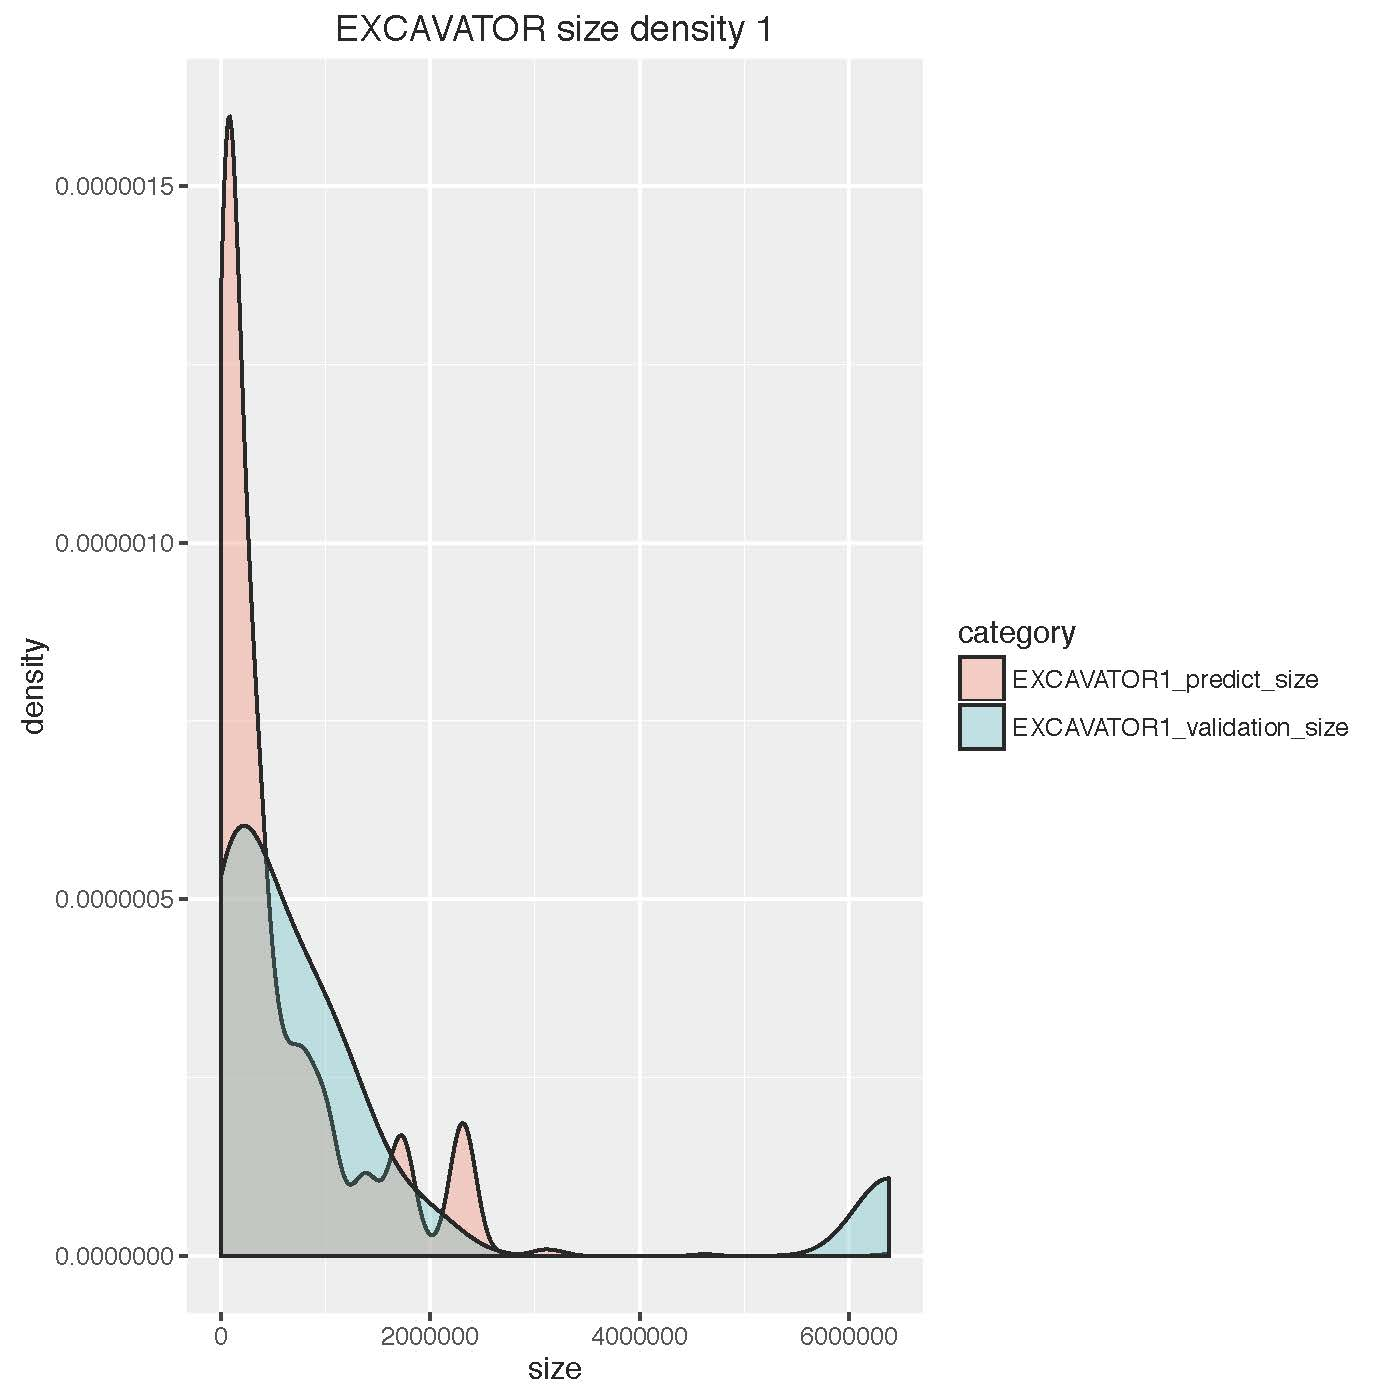 EXCAVATOR size density 1
0.0000015
0.0000010
0.0000005
0.0000000
density
0 2000000 4000000 6000000
size
category
EXCAVATOR1_predict_size
EXCAVATOR1_validation_size